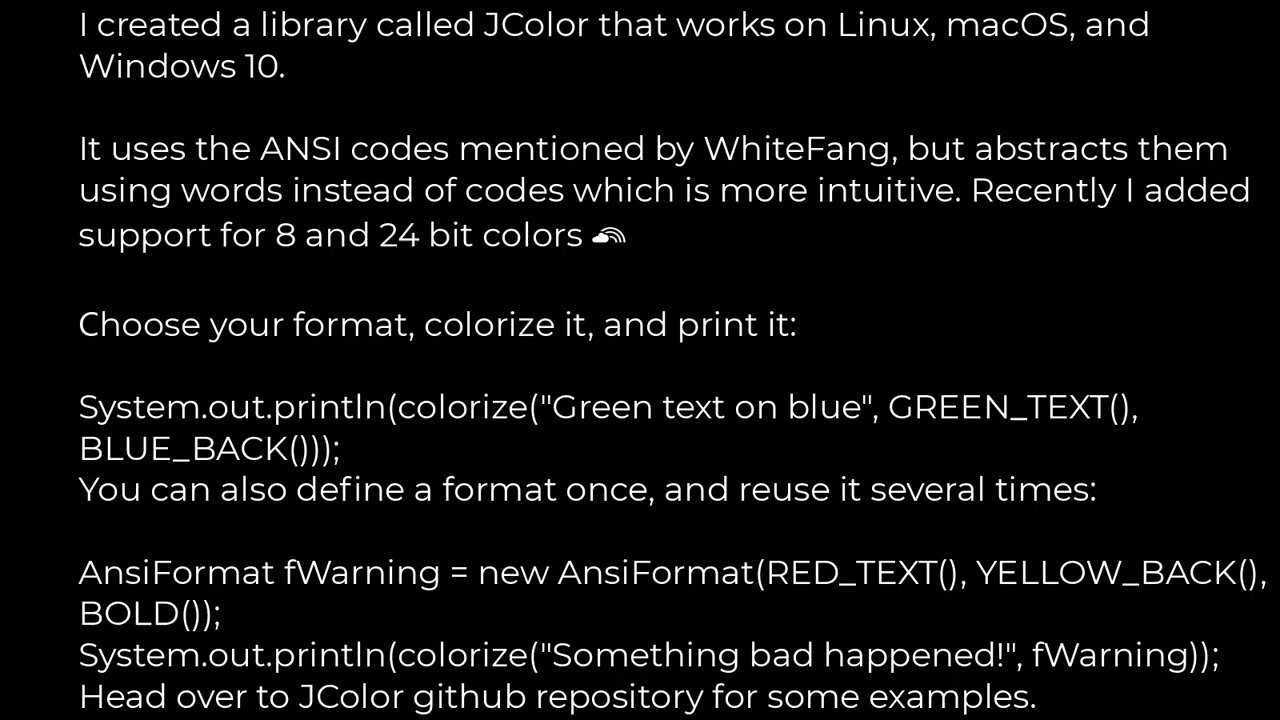 I created a library called JColor that works on Linux, macOS, and
Windows 10.
It uses the ANSI codes mentioned by WhiteFang, but abstracts them
using words instead of codes which is more intuitive. Recently I added
support for 8 and 24 bit colors 🌈
Choose your format, colorize it, and print it:
System.out.println(colorize("Green text on blue", GREEN_TEXT(),
BLUE_BACK()));
You can also define a format once, and reuse it several times:
AnsiFormat fWarning = new AnsiFormat(RED_TEXT(), YELLOW_BACK(),
BOLD());
System.out.println(colorize("Something bad happened!", fWarning));
Head over to JColor github repository for some examples.